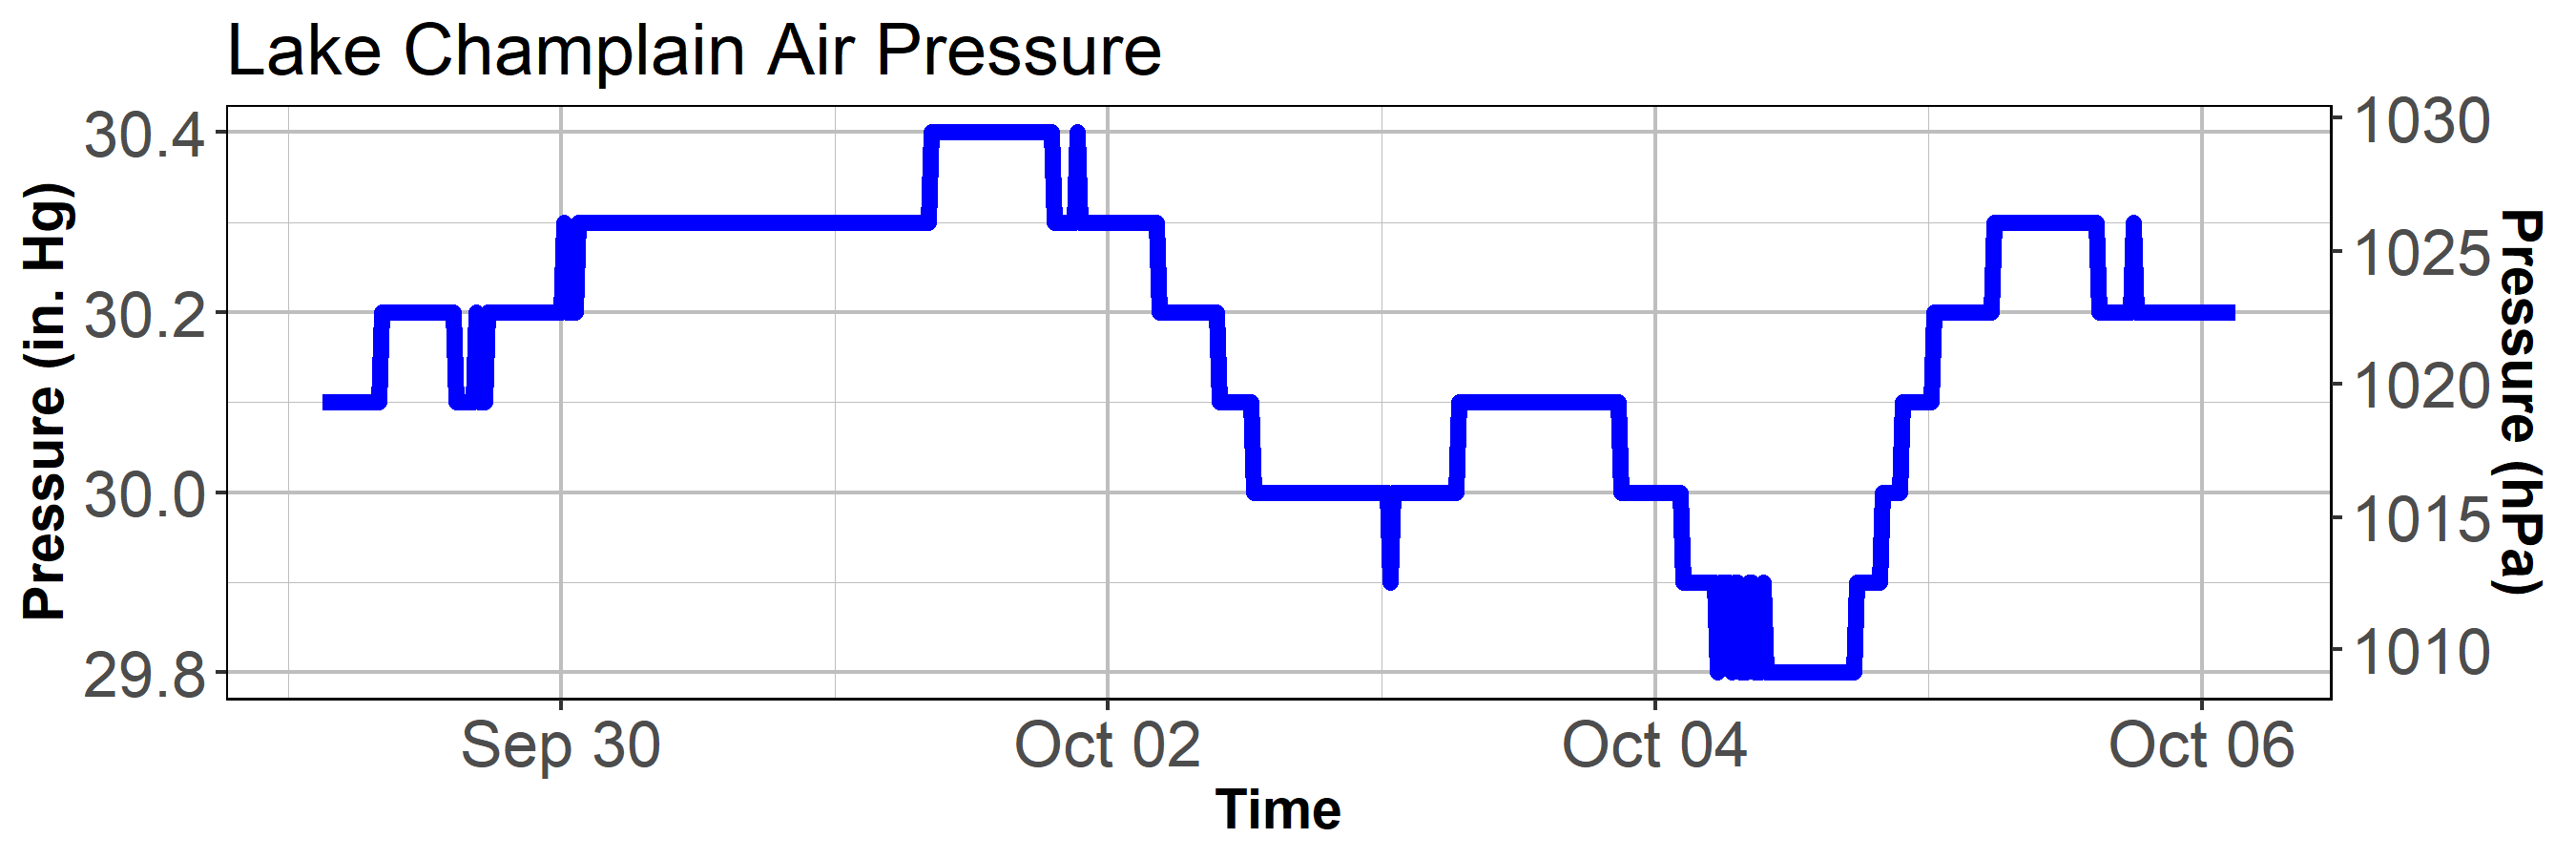 Lake Champlain Air Pressure
30.4
30.2
30.0
29.8
Pressure (in. Hg)
1030
1025
1020
1015
1010
Pressure (hPa)
Sep 30
Oct 02
Oct 04
Oct 06
Time